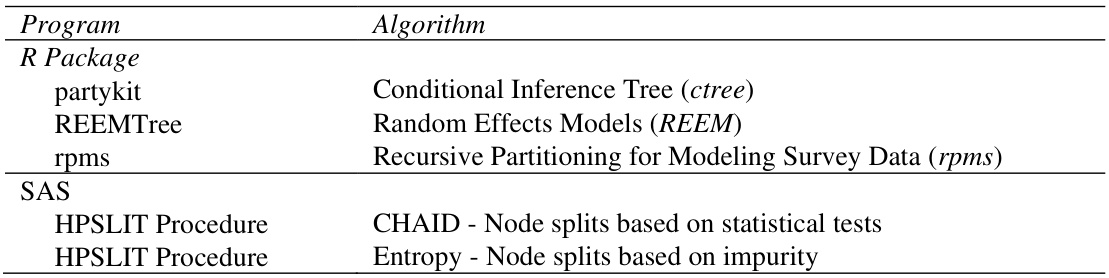 Program Algorithm
R Package
partykit Conditional Inference Tree (ctree)
REEMTree Random Effects Models (REEM)
rpms Recursive Partitioning for Modeling Survey Data (rpms)
SAS
HPSLIT Procedure CHAID - Node splits based on statistical tests
HPSLIT Procedure Entropy - Node splits based on impurity